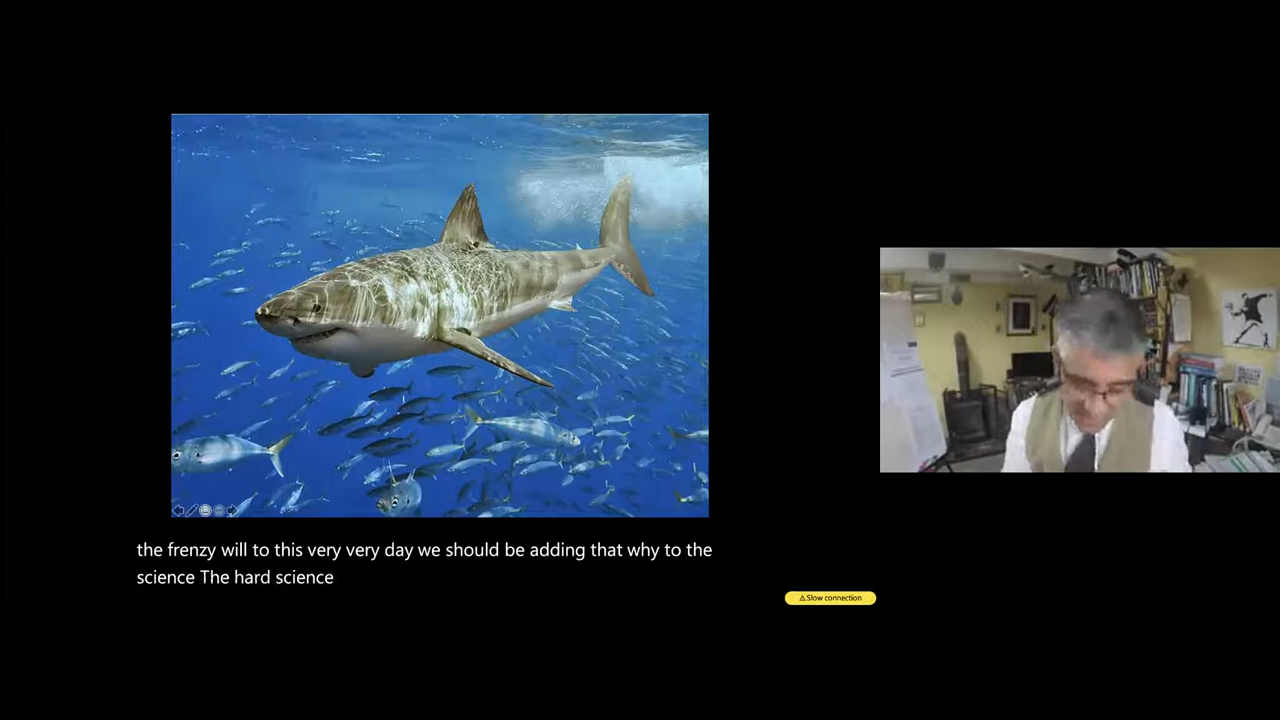 the frenzy will to this very very day we should be adding that why to the
science The hard science
⚠Slow connection